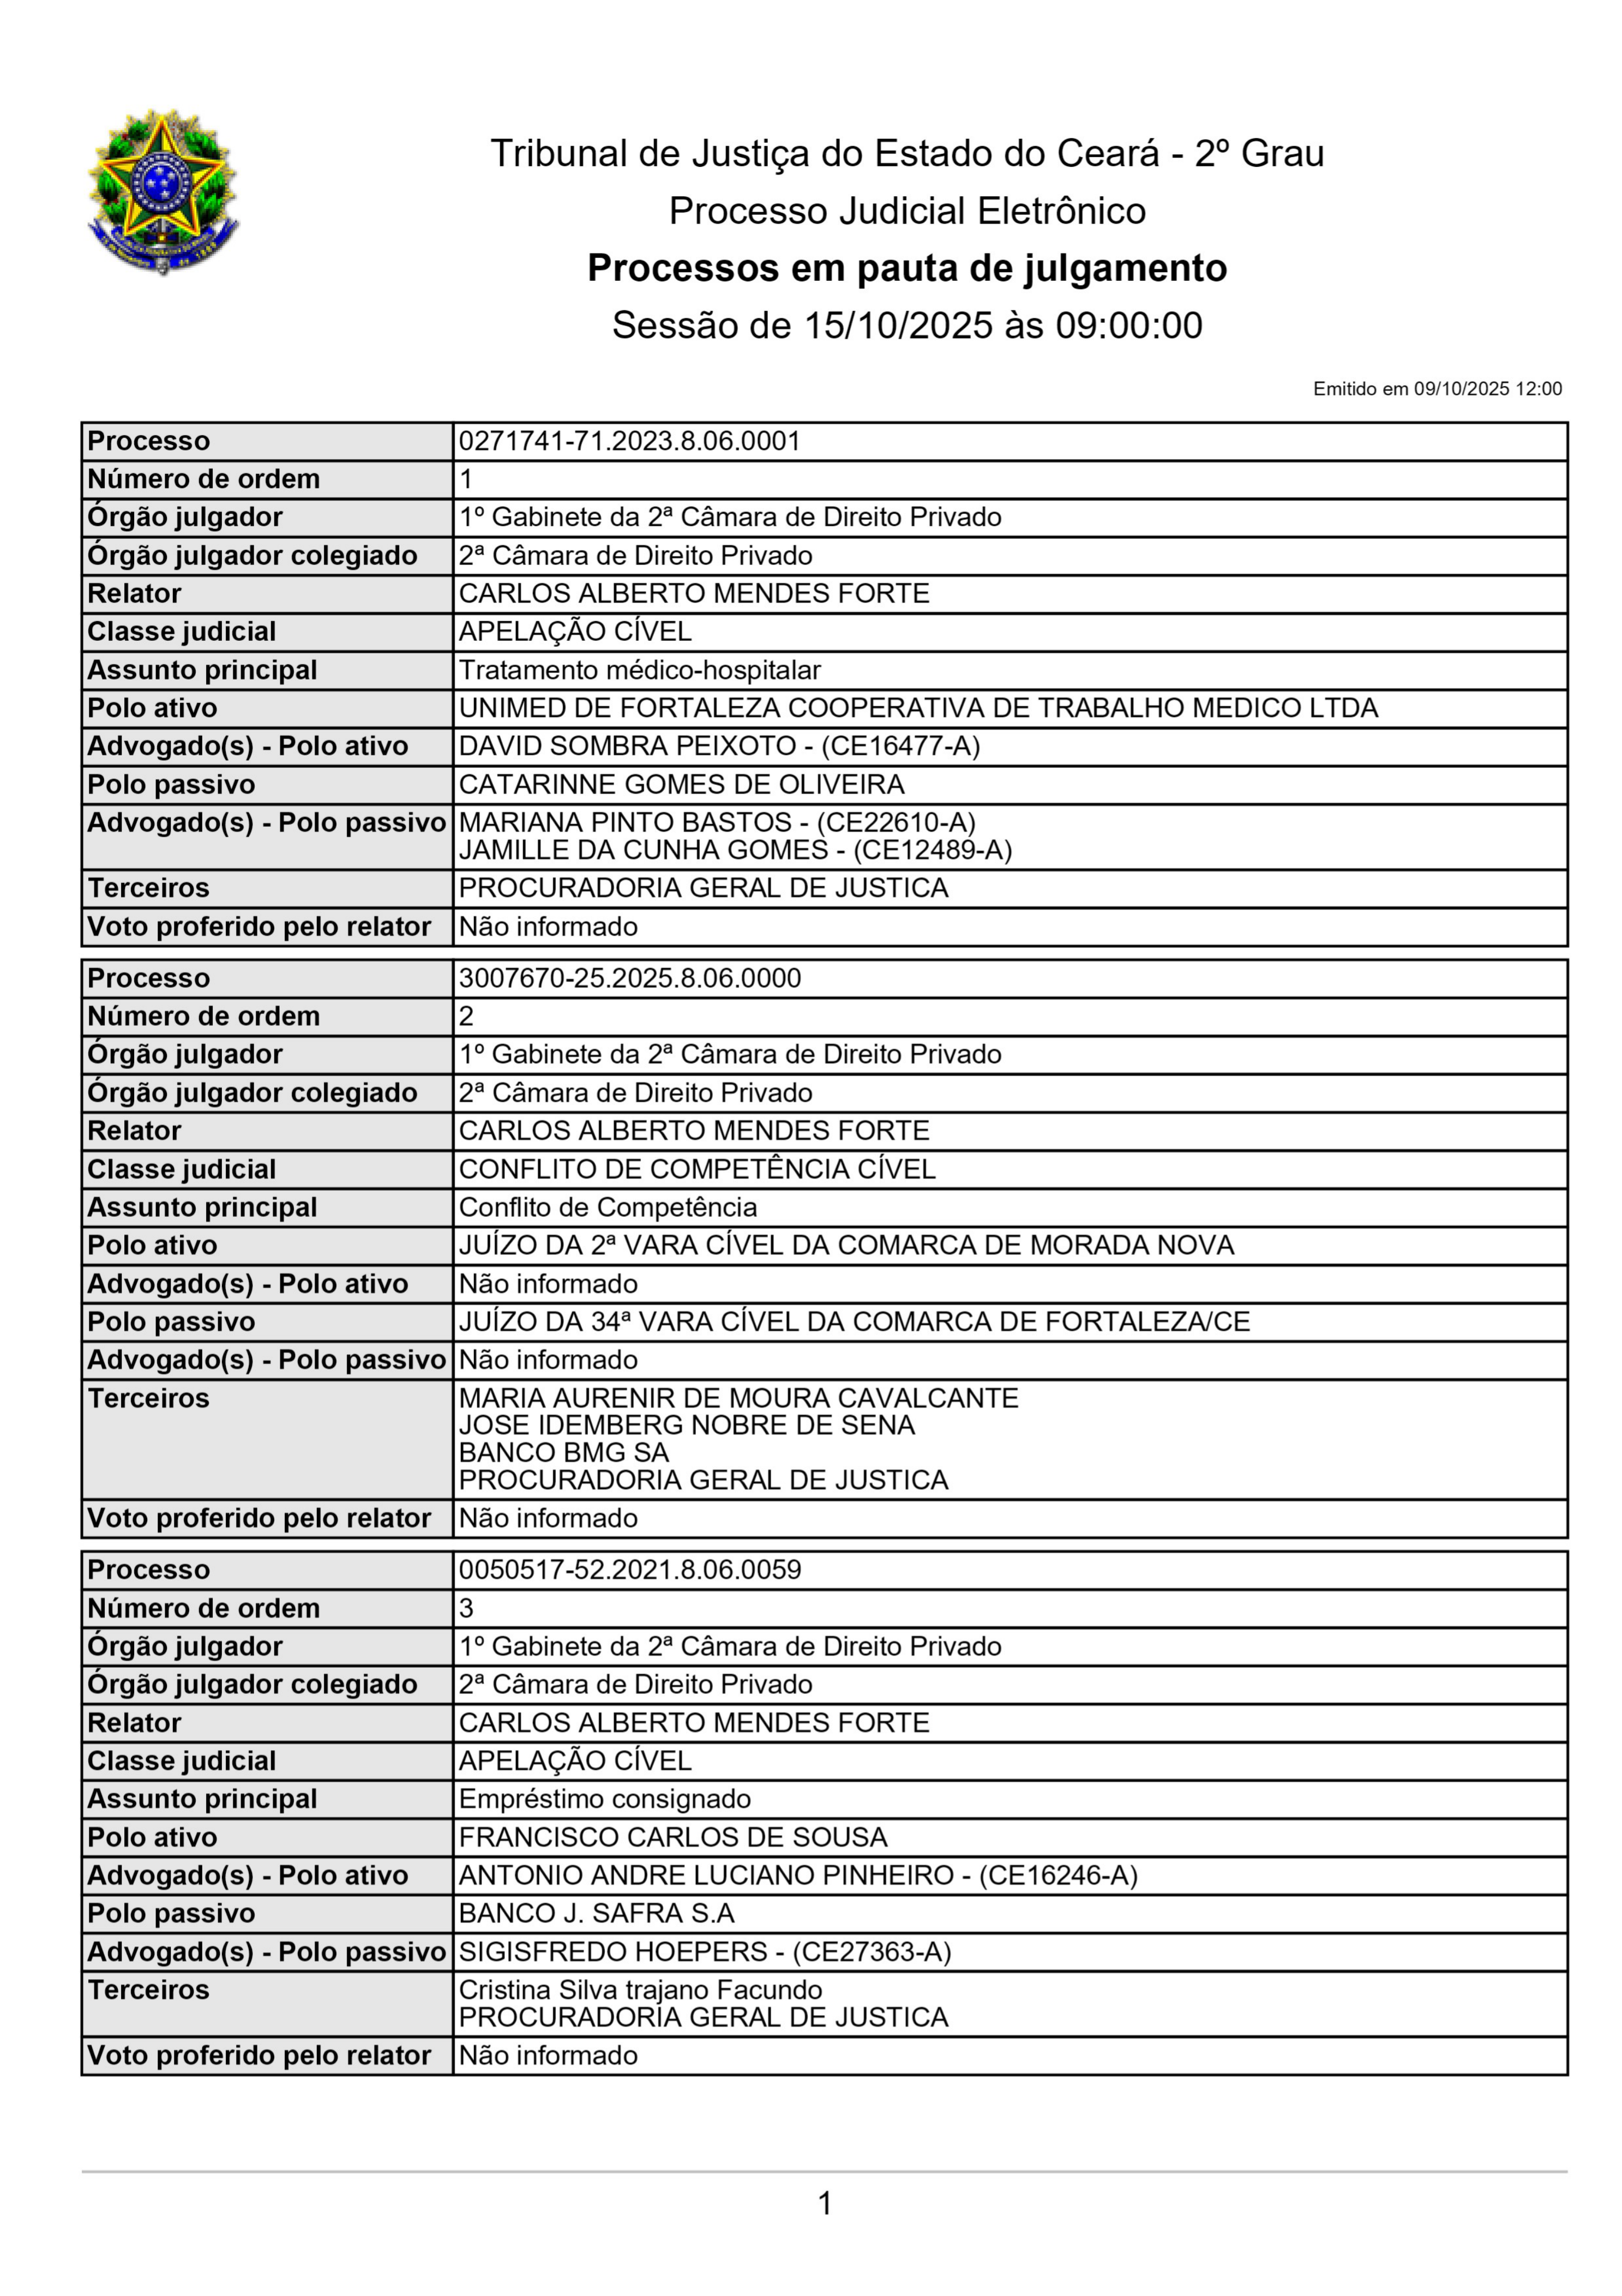 Tribunal de Justiça do Estado do Ceará - 2º Grau
Processo Judicial Eletrônico
Processos em pauta de julgamento
Sessão de 15/10/2025 às 09:00:00
Emitido em 09/10/2025 12:00
Processo 0271741-71.2023.8.06.0001
Número de ordem 1
Órgão julgador 1º Gabinete da 2ª Câmara de Direito Privado
Órgão julgador colegiado 2ª Câmara de Direito Privado
Relator CARLOS ALBERTO MENDES FORTE
Classe judicial APELAÇÃO CÍVEL
Assunto principal Tratamento médico-hospitalar
Polo ativo UNIMED DE FORTALEZA COOPERATIVA DE TRABALHO MEDICO LTDA
Advogado(s) - Polo ativo DAVID SOMBRA PEIXOTO - (CE16477-A)
Polo passivo CATARINNE GOMES DE OLIVEIRA
Advogado(s) - Polo passivo MARIANA PINTO BASTOS - (CE22610-A)
JAMILLE DA CUNHA GOMES - (CE12489-A)
Terceiros PROCURADORIA GERAL DE JUSTICA
Voto proferido pelo relator Não informado
Processo 3007670-25.2025.8.06.0000
Número de ordem 2
Órgão julgador 1º Gabinete da 2ª Câmara de Direito Privado
Órgão julgador colegiado 2ª Câmara de Direito Privado
Relator CARLOS ALBERTO MENDES FORTE
Classe judicial CONFLITO DE COMPETÊNCIA CÍVEL
Assunto principal Conflito de Competência
Polo ativo JUÍZO DA 2ª VARA CÍVEL DA COMARCA DE MORADA NOVA
Advogado(s) - Polo ativo Não informado
Polo passivo JUÍZO DA 34ª VARA CÍVEL DA COMARCA DE FORTALEZA/CE
Advogado(s) - Polo passivo Não informado
Terceiros MARIA AURENIR DE MOURA CAVALCANTE
JOSE IDEMBERG NOBRE DE SENA
BANCO BMG SA
PROCURADORIA GERAL DE JUSTICA
Voto proferido pelo relator Não informado
Processo 0050517-52.2021.8.06.0059
Número de ordem 3
Órgão julgador 1º Gabinete da 2ª Câmara de Direito Privado
Órgão julgador colegiado 2ª Câmara de Direito Privado
Relator CARLOS ALBERTO MENDES FORTE
Classe judicial APELAÇÃO CÍVEL
Assunto principal Empréstimo consignado
Polo ativo FRANCISCO CARLOS DE SOUSA
Advogado(s) - Polo ativo ANTONIO ANDRE LUCIANO PINHEIRO - (CE16246-A)
Polo passivo BANCO J. SAFRA S.A
Advogado(s) - Polo passivo SIGISFREDO HOEPERS - (CE27363-A)
Terceiros Cristina Silva trajano Facundo
PROCURADORIA GERAL DE JUSTICA
Voto proferido pelo relator Não informado
1